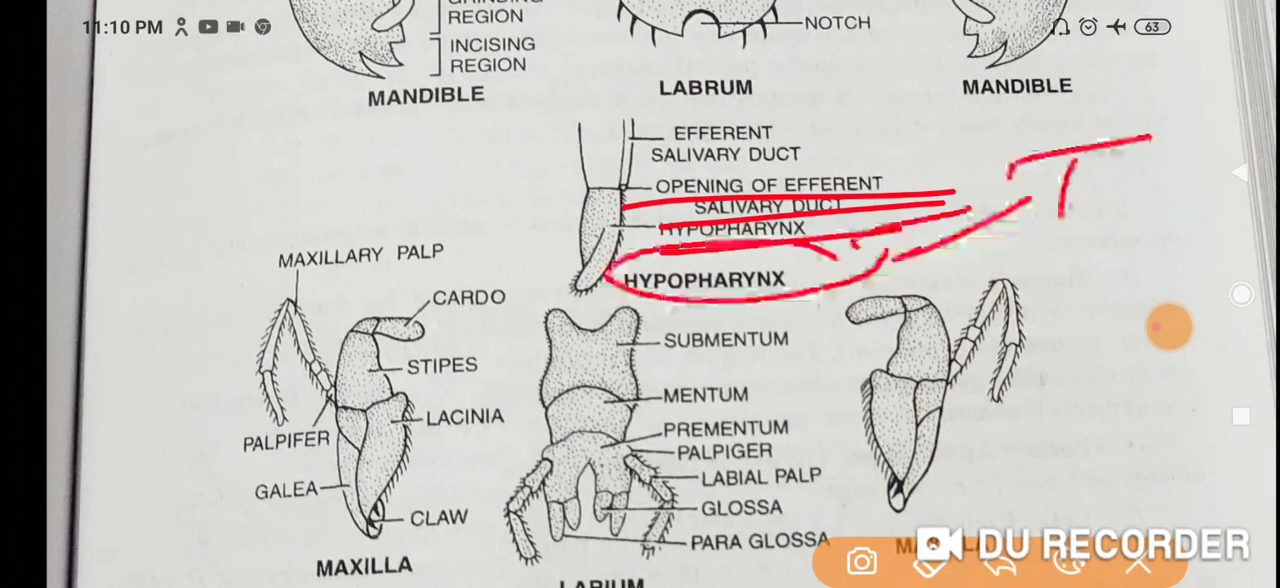 11:10 PM
63
REGION
INCISING
REGION
MANDIBLE
NOTCH
LABRUM
MANDIBLE
EFFERENT
SALIVARY DUCT
OPENING OF EFFERENT
SALIVARY DUCT
HYPOPHARYNX
HYPOPHARYNX
MAXILLARY PALP
CARDO
STIPES
LACINIA
PALPIFER
GALEA
CLAW
MAXILLA
SUBMENTUM
MENTUM
PREMENTUM
PALPIGER
LABIAL PALP
GLOSSA
PARA GLOSSA
LABIUM
DU RECORDER